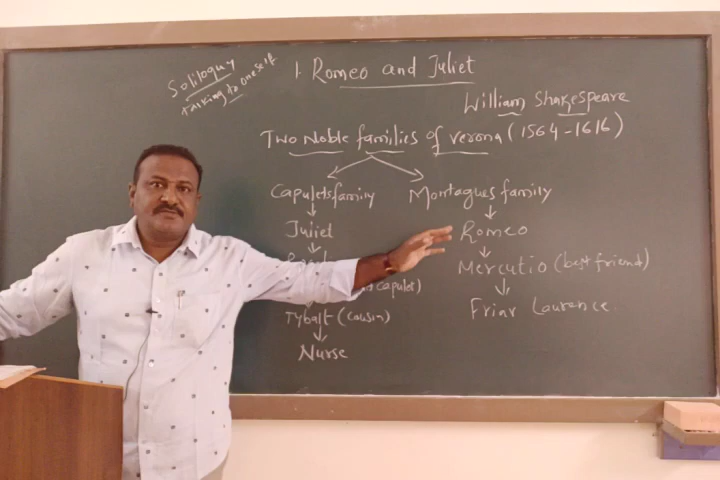 Soliloquy
talking to oneself
1. Romeo and Juliet
William Shakespeare
Two Noble families of Verona (1564-1616)
Capulets family
Montagues family
Juliet
Romeo
Mercutio (best friend)
capulet)
Friar Laurence.
Tybalt (cousin)
Nurse